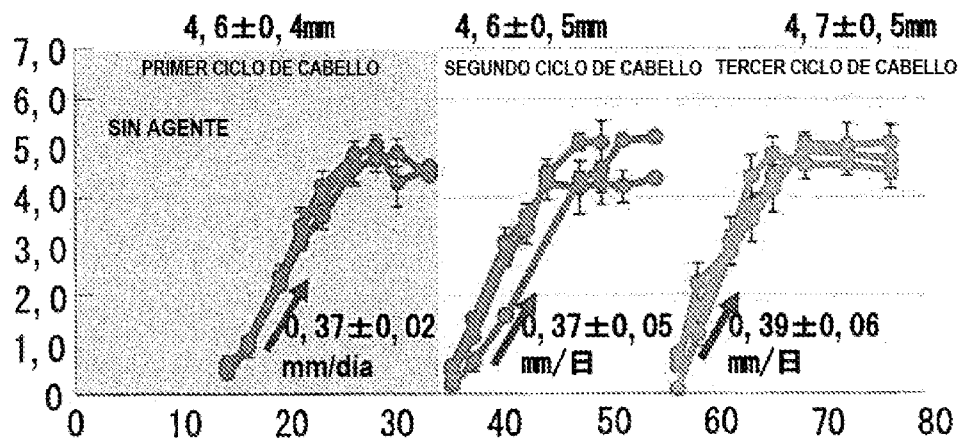 4,6±0,4mm 4,6±0,5mm 4,7±0,5mm
7,0
PRIMER CICLO DE CABELLO SEGUNDO CICLO DE CABELLO TERCER CICLO DE CABELLO
6,0
SIN AGENTE
5,0
4,0
3,0
2,0
0,37±0,02 0,37±0,05 0,39±0,06
1,0
mm/día mm/日 mm/日
0
0 10 20 30 40 50 60 70 80